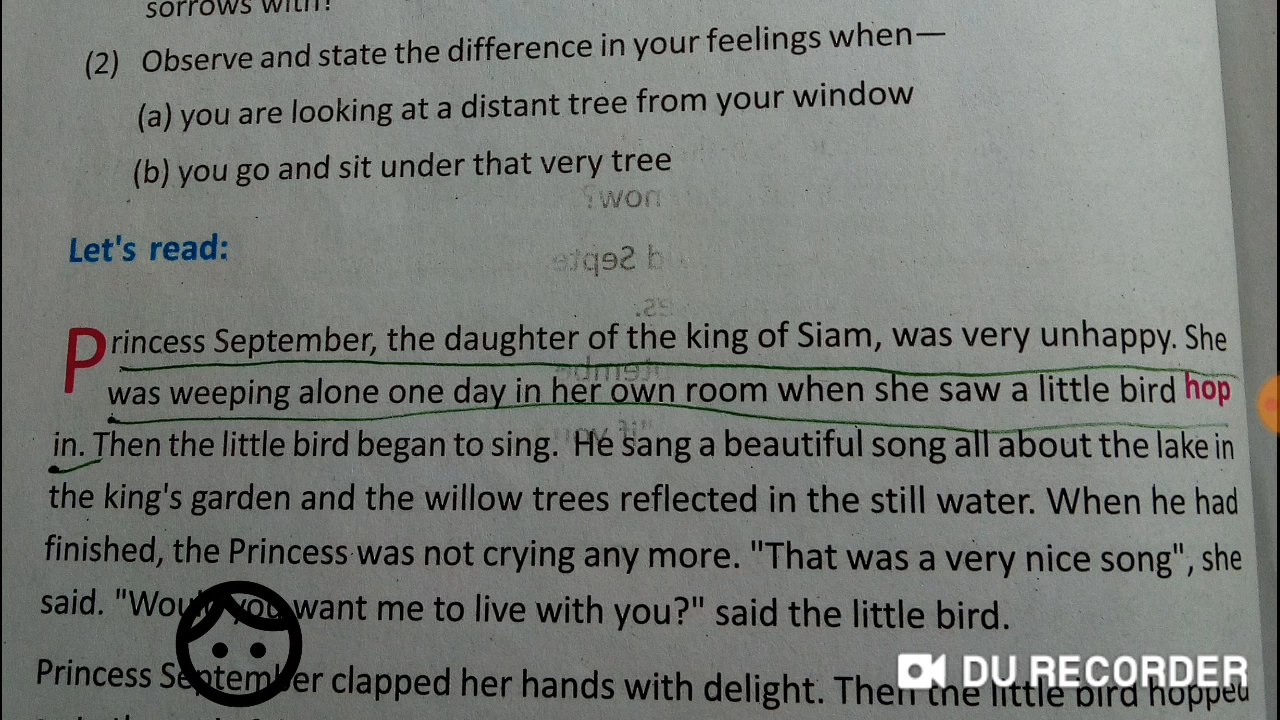 sorrows with?
(2) Observe and state the difference in your feelings when—
(a) you are looking at a distant tree from your window
(b) you go and sit under that very tree
Let's read:
Princess September, the daughter of the king of Siam, was very unhappy. She
was weeping alone one day in her own room when she saw a little bird hop
in. Then the little bird began to sing. He sang a beautiful song all about the lake in
the king's garden and the willow trees reflected in the still water. When he had
finished, the Princess was not crying any more. "That was a very nice song", she
said. "Would you want me to live with you?" said the little bird.
Princess September clapped her hands with delight. Then the little bird hopped
DU RECORDER